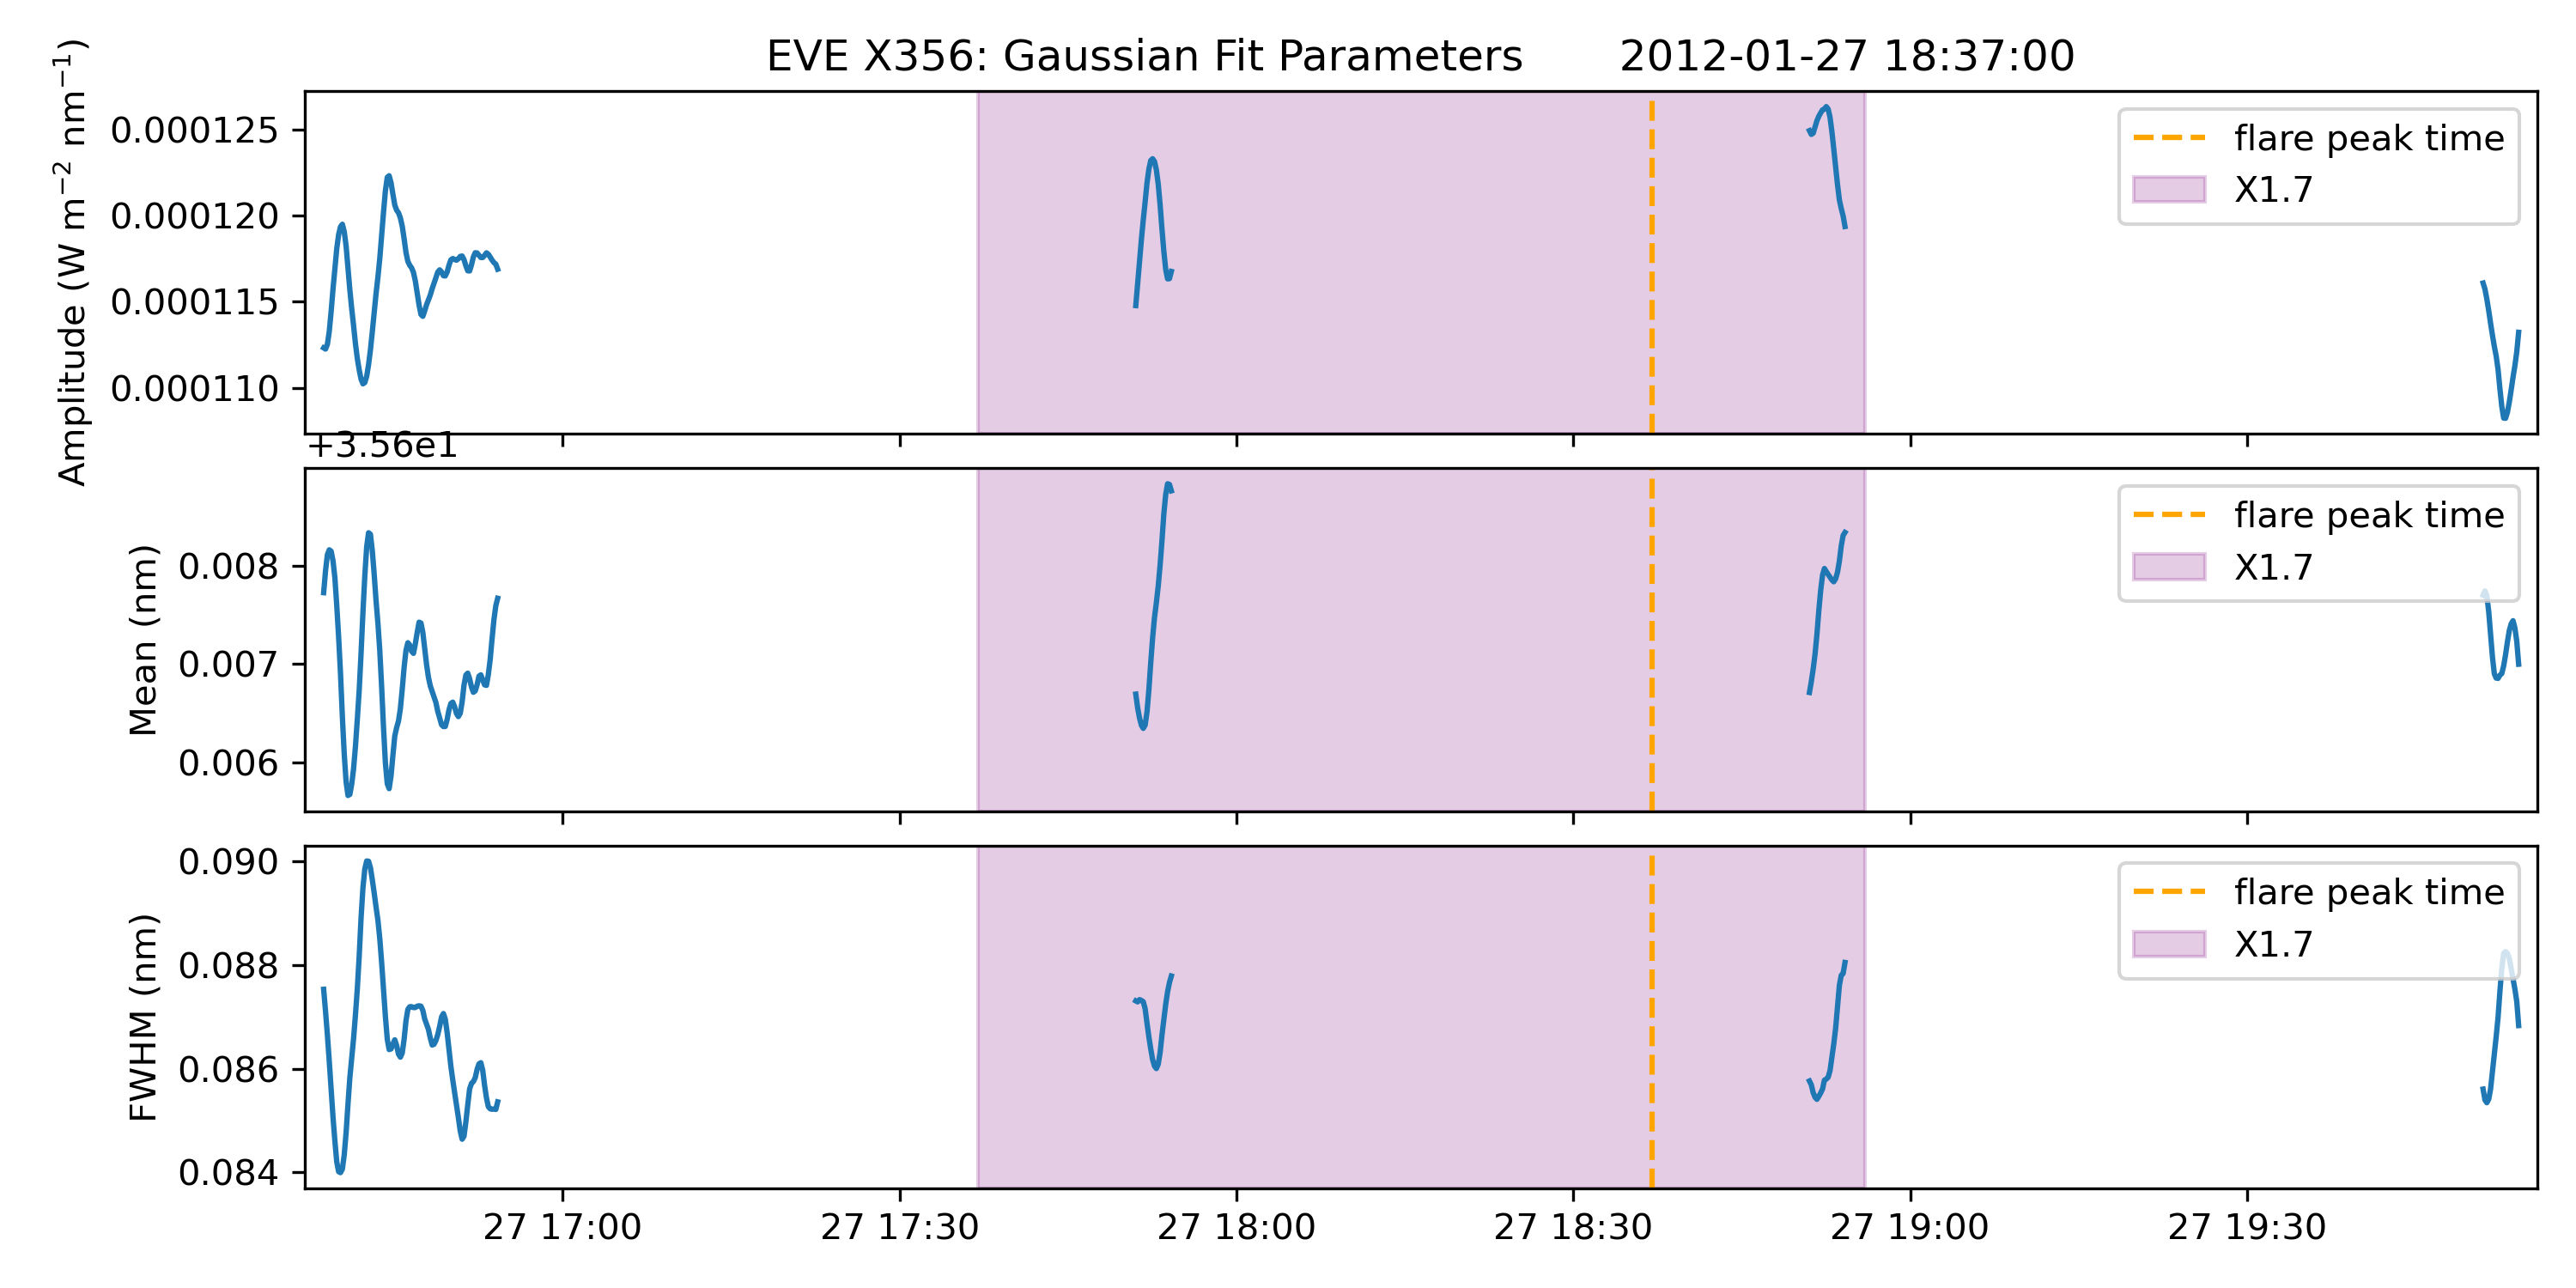 EVE X356: Gaussian Fit Parameters 2012-01-27 18:37:00
Amplitude (W m⁻² nm⁻¹)
0.000125
0.000120
0.000115
0.000110
flare peak time
X1.7
+3.56e1
Mean (nm)
0.008
0.007
0.006
flare peak time
X1.7
FWHM (nm)
0.090
0.088
0.086
0.084
flare peak time
X1.7
27 17:00 27 17:30 27 18:00 27 18:30 27 19:00 27 19:30